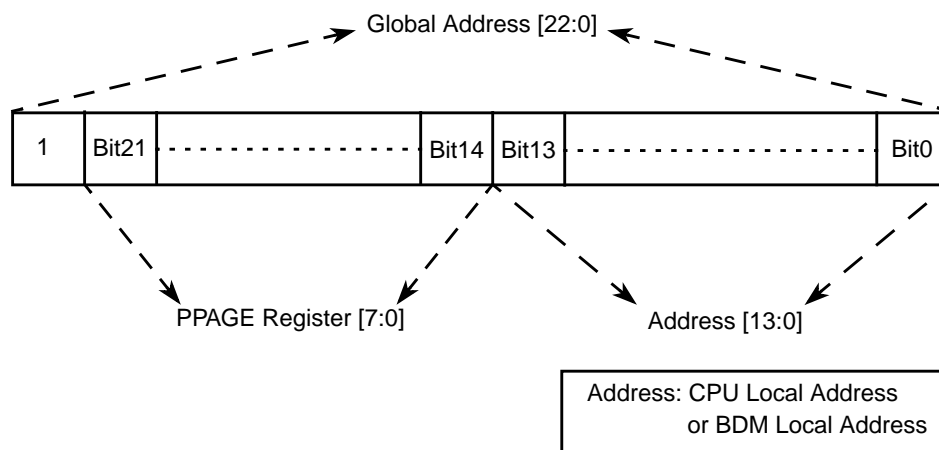 Global Address [22:0]
1 Bit21 Bit14 Bit13 Bit0
PPAGE Register [7:0] Address [13:0]
Address: CPU Local Address
or BDM Local Address